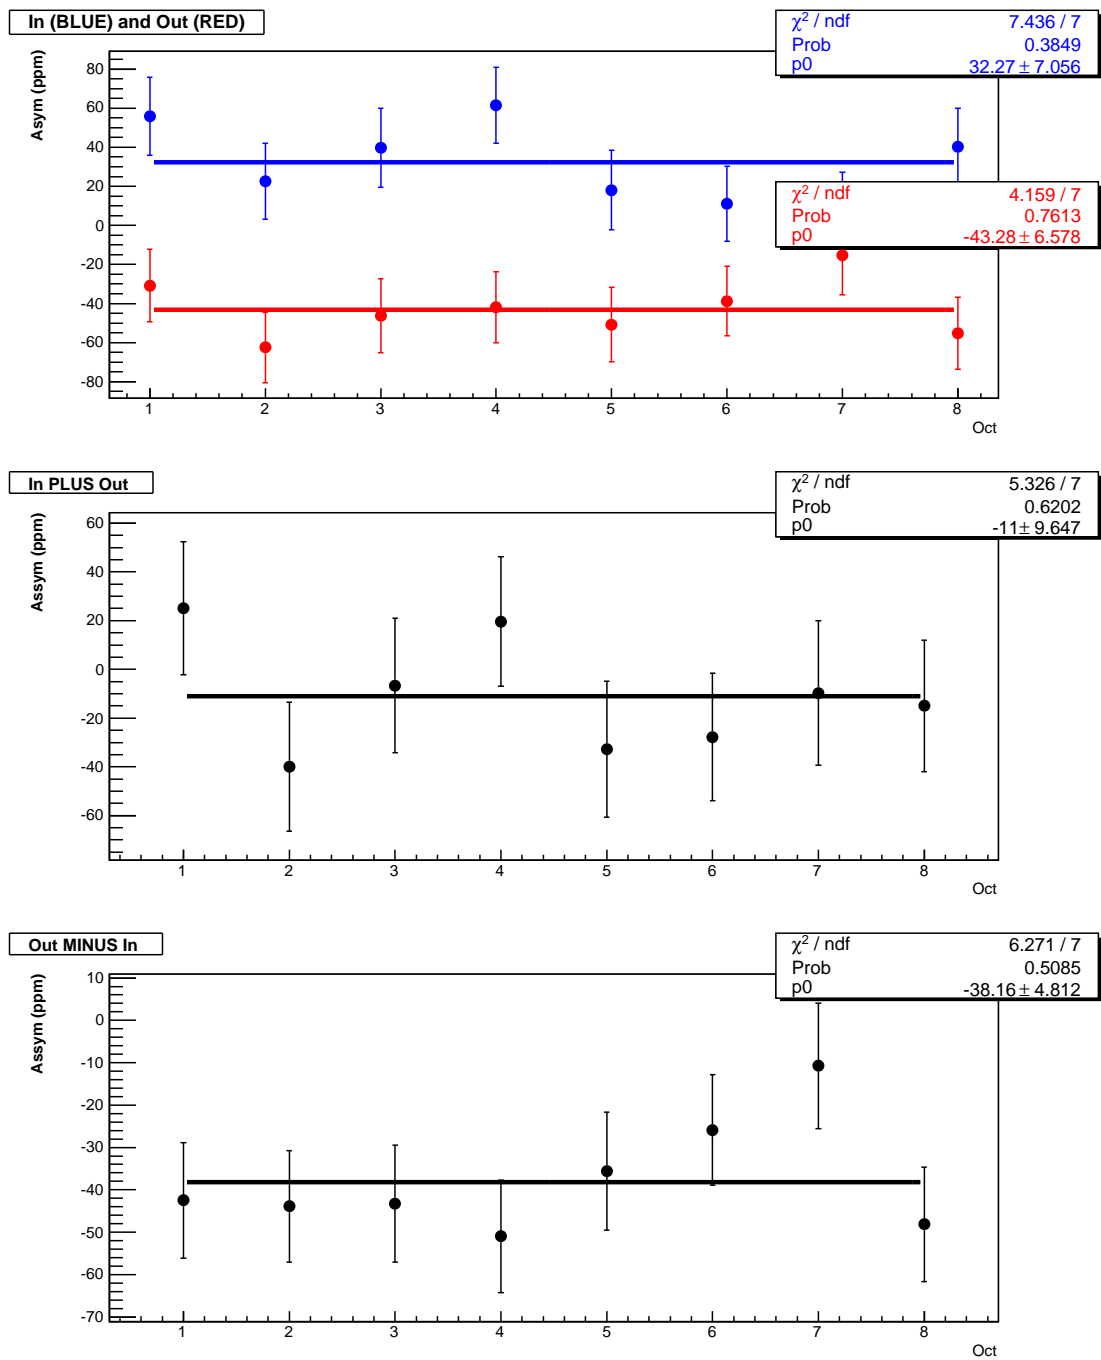 In (BLUE) and Out (RED)
χ² / ndf 7.436 / 7
Prob 0.3849
p0 32.27 ± 7.056
Asym (ppm)
80
60
40
20
0
-20
-40
-60
-80
χ² / ndf 4.159 / 7
Prob 0.7613
p0 -43.28 ± 6.578
1 2 3 4 5 6 7 8
Oct
In PLUS Out
χ² / ndf 5.326 / 7
Prob 0.6202
p0 -11 ± 9.647
Assym (ppm)
60
40
20
0
-20
-40
-60
1 2 3 4 5 6 7 8
Oct
Out MINUS In
χ² / ndf 6.271 / 7
Prob 0.5085
p0 -38.16 ± 4.812
Assym (ppm)
10
0
-10
-20
-30
-40
-50
-60
-70
1 2 3 4 5 6 7 8
Oct